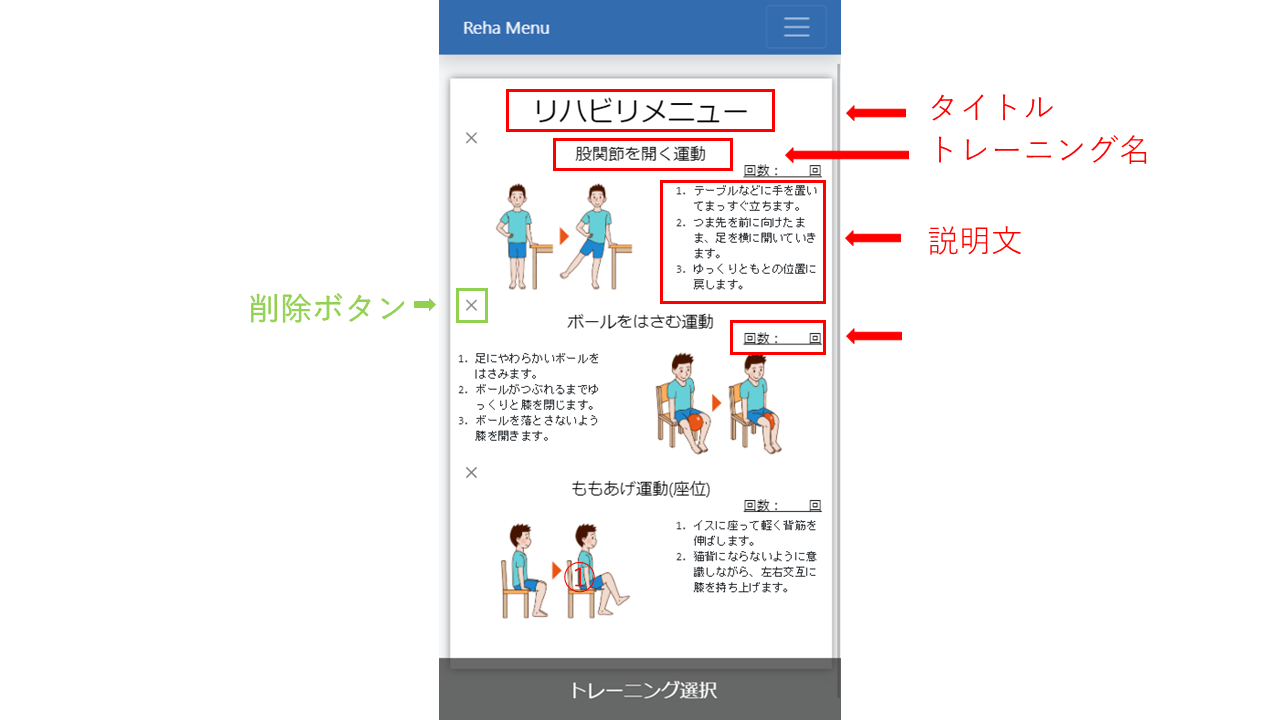 Reha Menu
リハビリメニュー
タイトル
×
股関節を開く運動
トレーニング名
回数： 回
1. テーブルなどに手を置い
てまっすぐ立ちます。
2. つま先を前に向けたま
ま、足を横に開いていき
ます。
3. ゆっくりともとの位置に
戻します。
説明文
削除ボタン
×
ボールをはさむ運動
回数： 回
1. 足にやわらかいボールを
はさみます。
2. ボールがつぶれるまでゆ
っくりと膝を閉じます。
3. ボールを落とさないよう
膝を開きます。
×
ももあげ運動(座位)
回数： 回
1. イスに座って軽く背筋を
伸ばします。
2. 猫背にならないように意
識しながら、左右交互に
膝を持ち上げます。
①
トレーニング選択